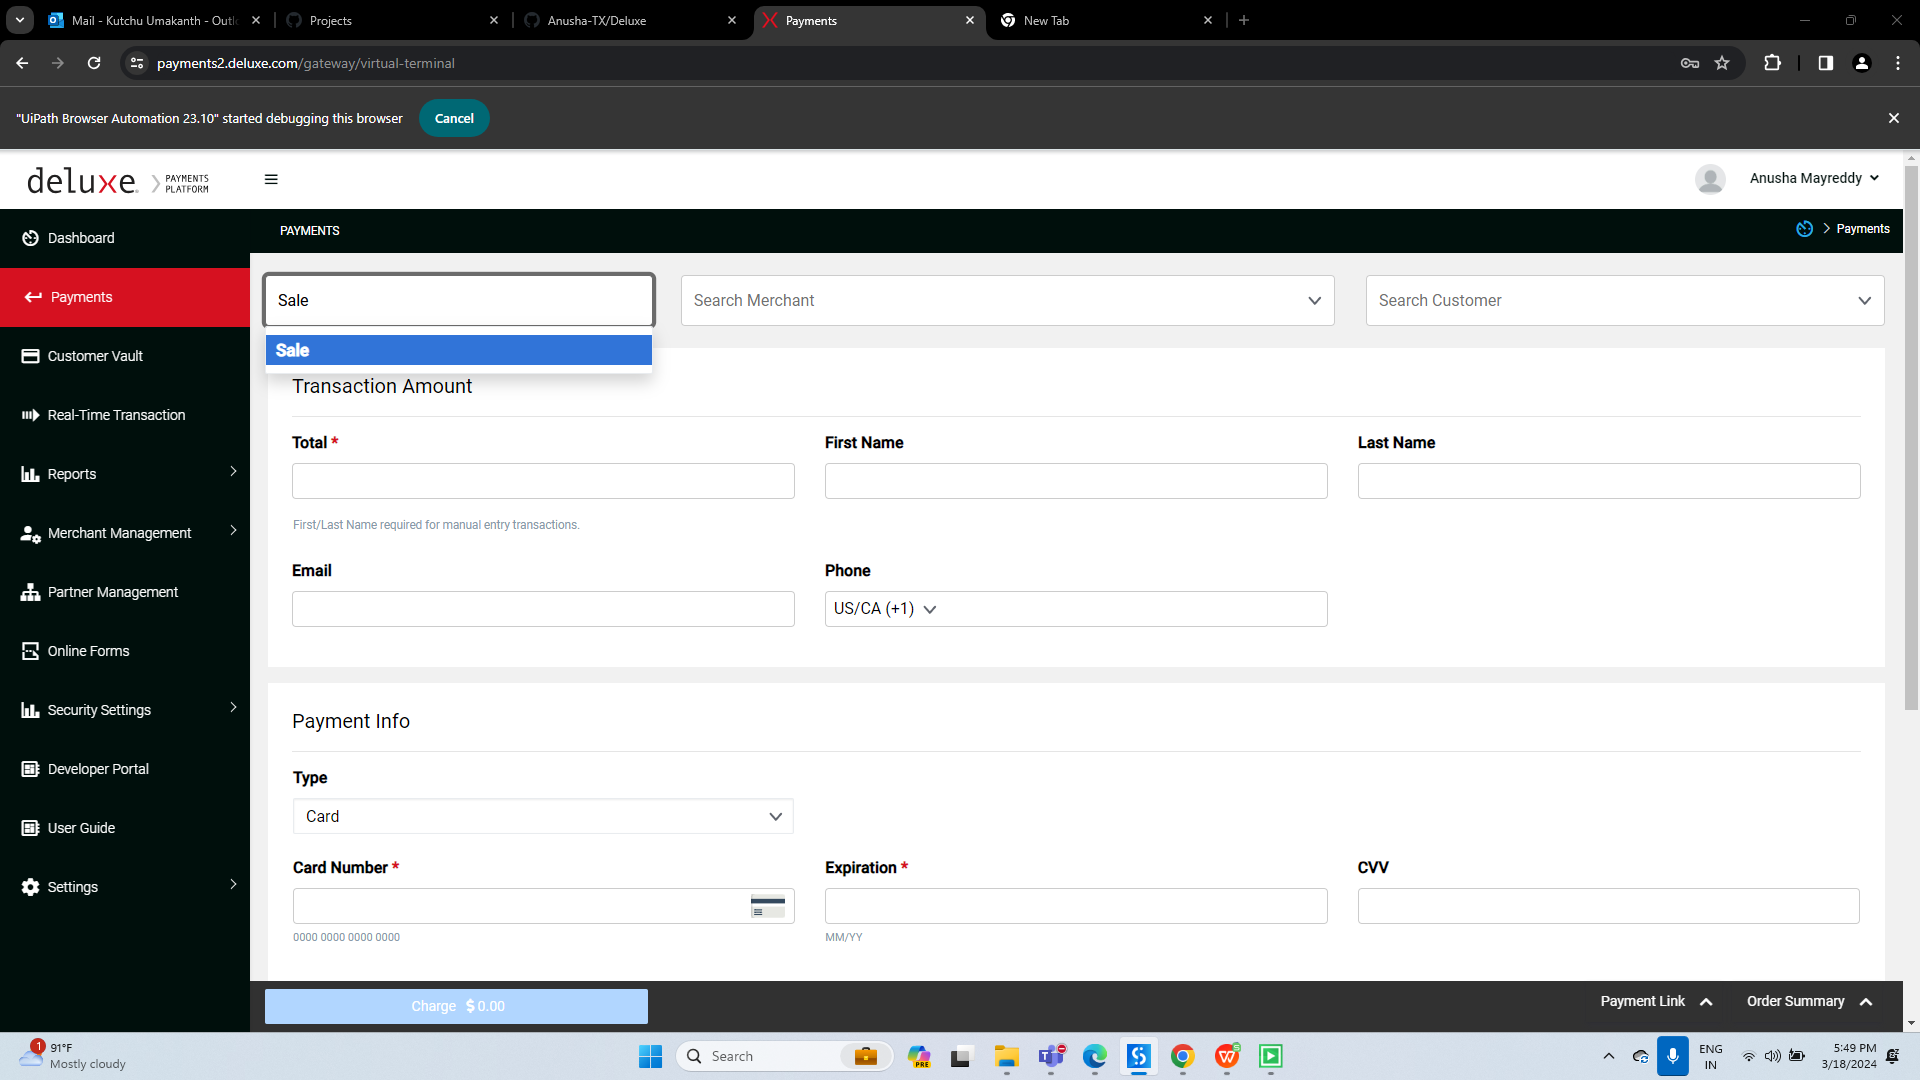 Mail - Kutchu Umakanth - Outl
Projects
Anusha-TX/Deluxe
Payments
New Tab
payments2.deluxe.com/gateway/virtual-terminal
"UiPath Browser Automation 23.10" started debugging this browser
Cancel
deluxe.
PAYMENTS
PLATFORM
Anusha Mayreddy
Dashboard
PAYMENTS
Payments
Payments
Sale
Search Merchant
Search Customer
Sale
Customer Vault
Transaction Amount
Real-Time Transaction
Total *
First Name
Last Name
Reports
First/Last Name required for manual entry transactions.
Merchant Management
Email
Phone
Partner Management
US/CA (+1)
Online Forms
Security Settings
Payment Info
Developer Portal
Type
Card
User Guide
Card Number *
Expiration *
CVV
Settings
0000 0000 0000 0000
MM/YY
Charge $ 0.00
Payment Link
Order Summary
1
91°F
Mostly cloudy
Search
PRE
ENG
IN
5:49 PM
3/18/2024